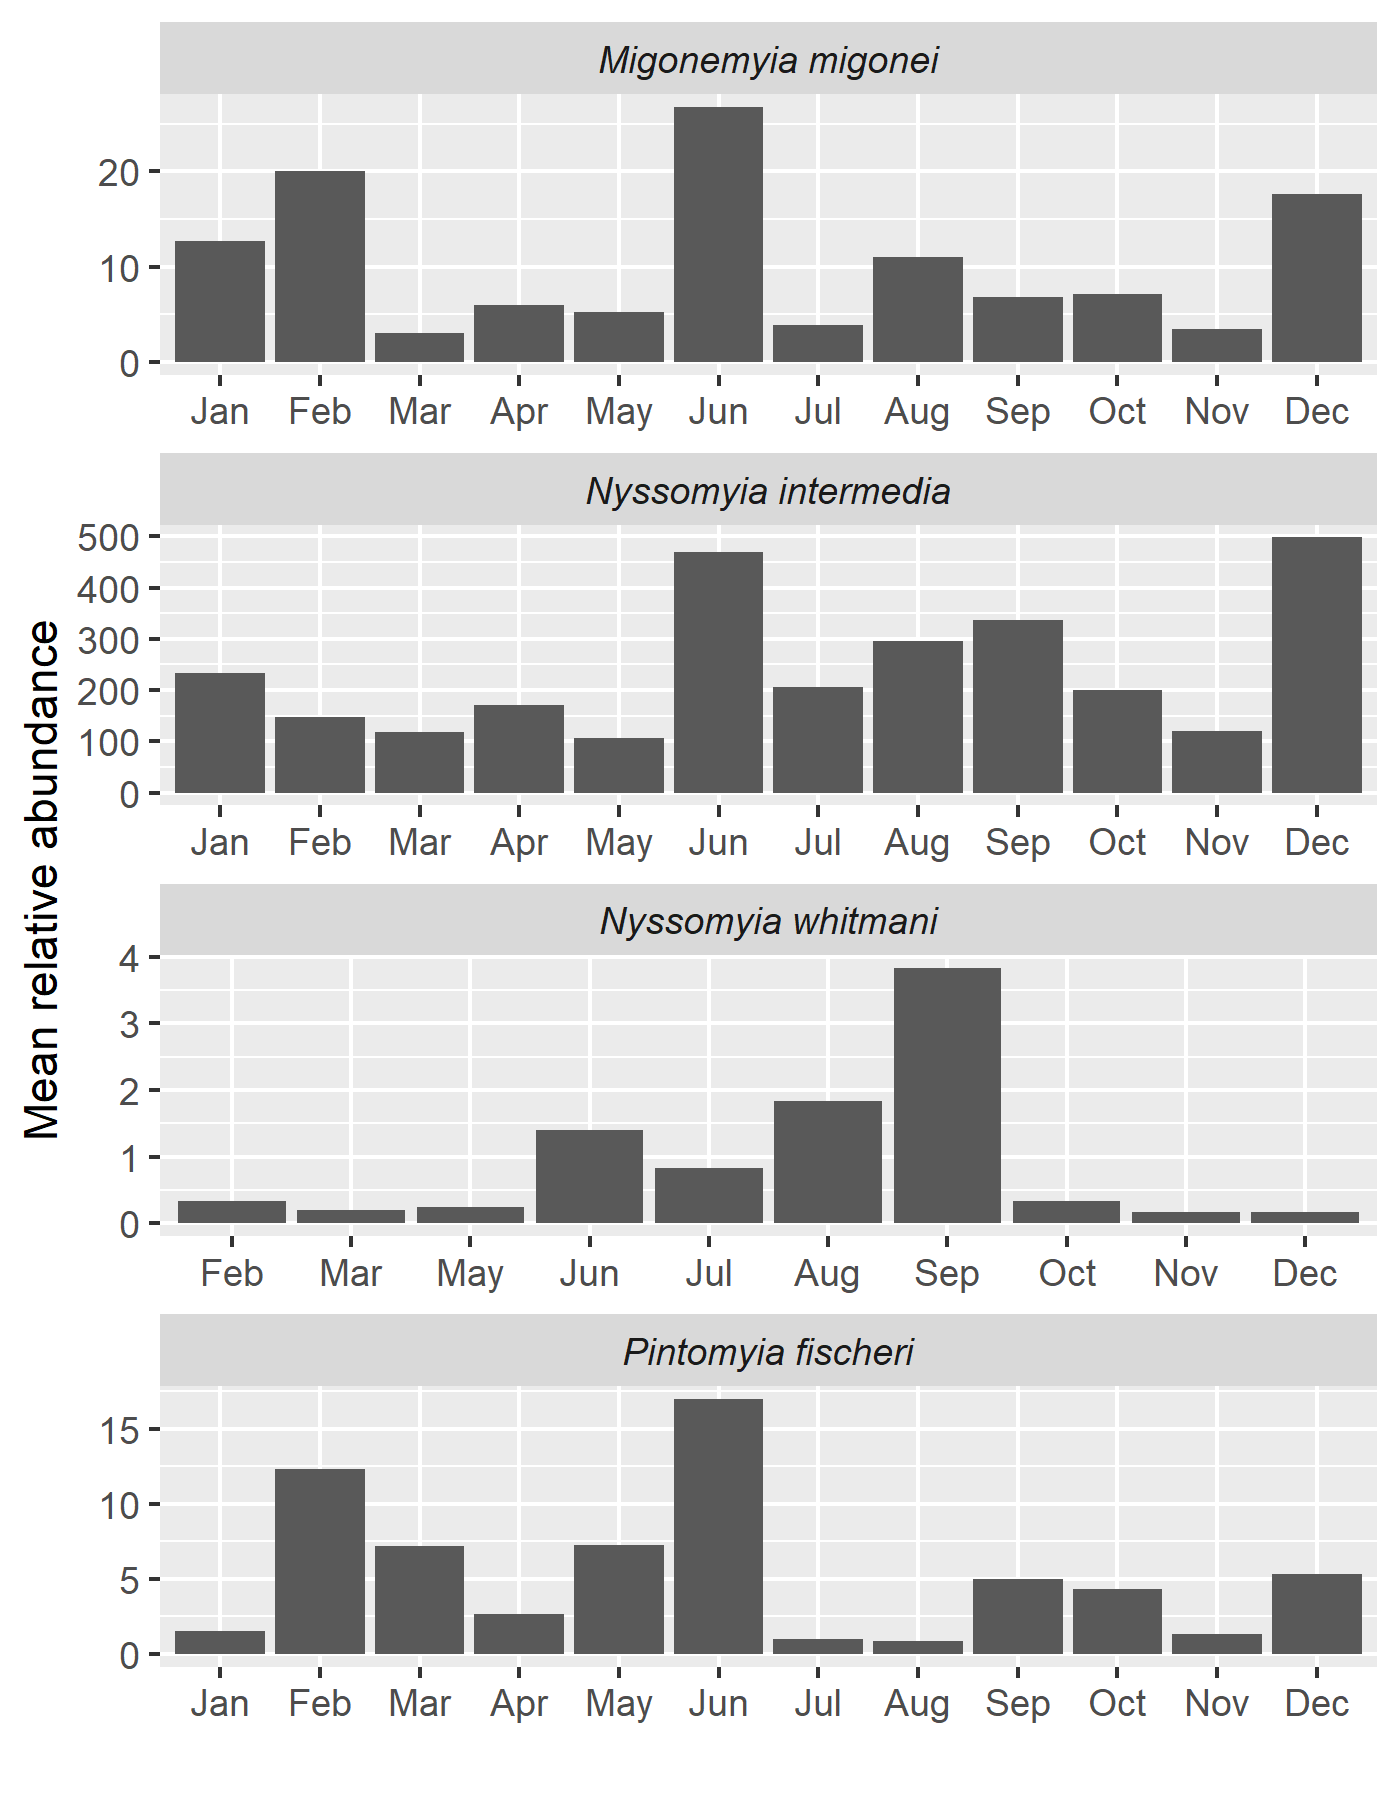 Migonemyia migonei
20
10
0
Jan Feb Mar Apr May Jun Jul Aug Sep Oct Nov Dec
Nyssomyia intermedia
500
400
300
200
100
0
Jan Feb Mar Apr May Jun Jul Aug Sep Oct Nov Dec
Mean relative abundance
Nyssomyia whitmani
4
3
2
1
0
Feb Mar May Jun Jul Aug Sep Oct Nov Dec
Pintomyia fischeri
15
10
5
0
Jan Feb Mar Apr May Jun Jul Aug Sep Oct Nov Dec